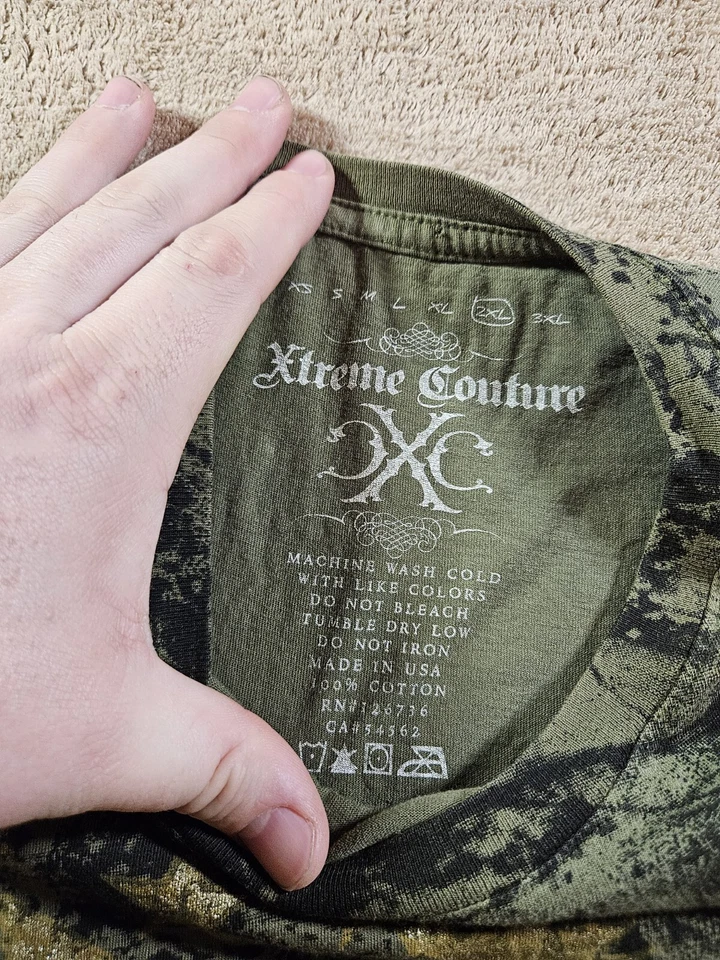 XS S M L XL 2XL 3XL
Xtreme Couture
CXC
MACHINE WASH COLD
WITH LIKE COLORS
DO NOT BLEACH
TUMBLE DRY LOW
DO NOT IRON
MADE IN USA
100% COTTON
RN#126736
CA#54562